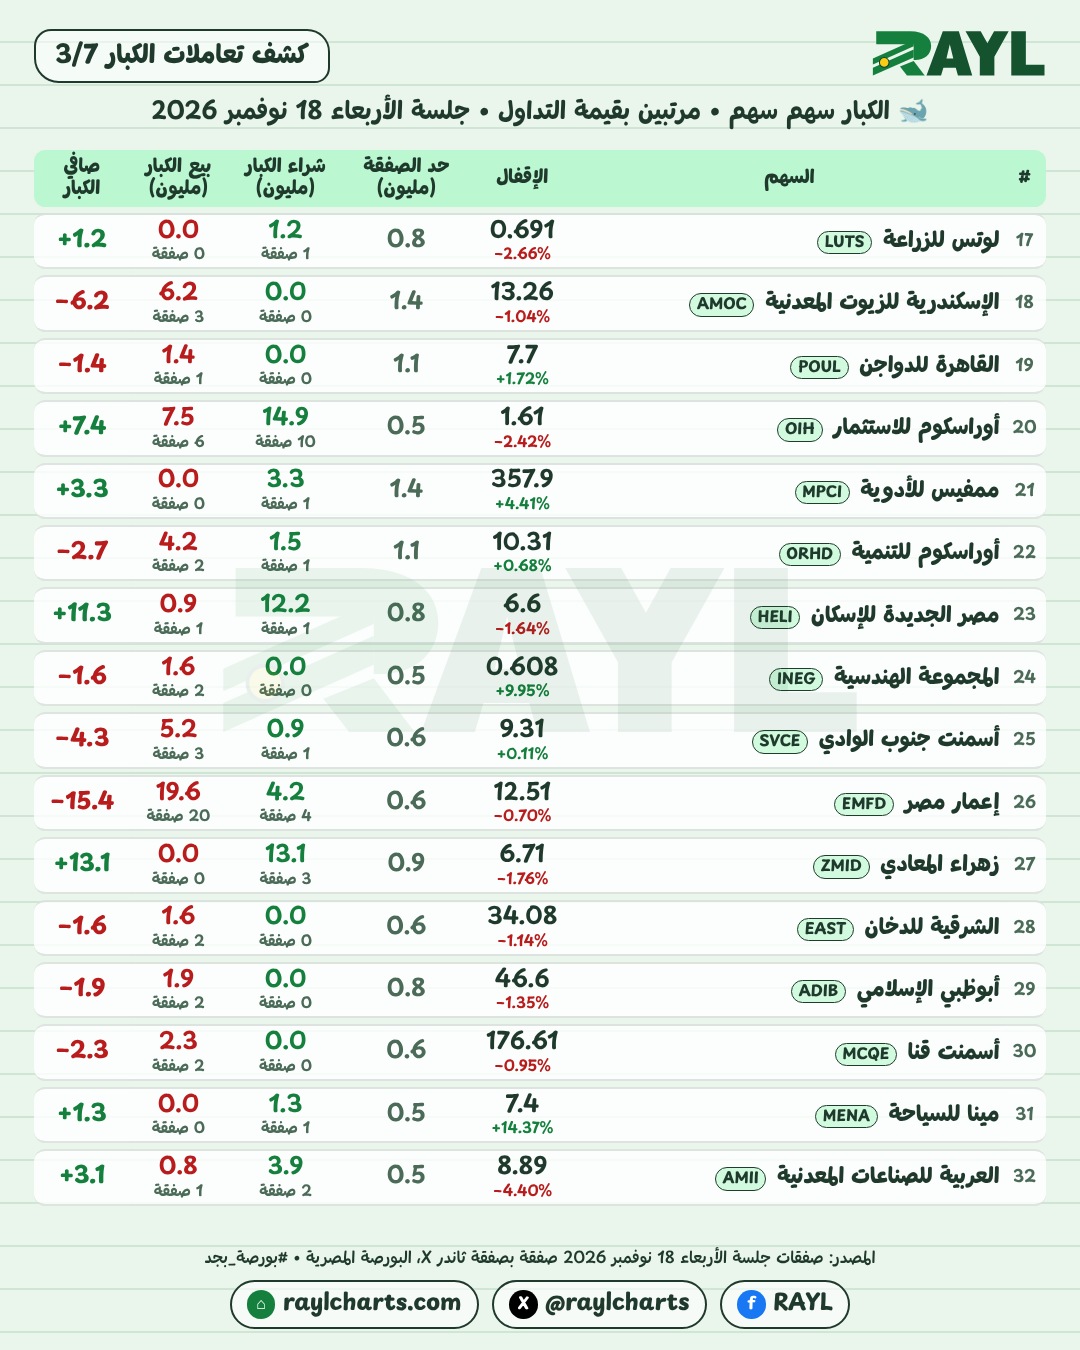 RAYL
كشف تعاملات الكبار 3/7
🐋 الكبار سهم سهم • مرتبين بقيمة التداول • جلسة الأربعاء 18 نوفمبر 2026
# السهم الإقفال حد الصفقة (مليون) شراء الكبار (مليون) بيع الكبار (مليون) صافي الكبار
17 لوتس للزراعة LUTS 0.691 −2.66% 0.8 1.2 1 صفقة 0.0 0 صفقة +1.2
18 الإسكندرية للزيوت المعدنية AMOC 13.26 −1.04% 1.4 0.0 0 صفقة 6.2 3 صفقة −6.2
19 القاهرة للدواجن POUL 7.7 +1.72% 1.1 0.0 0 صفقة 1.4 1 صفقة −1.4
20 أوراسكوم للاستثمار OIH 1.61 −2.42% 0.5 14.9 10 صفقة 7.5 6 صفقة +7.4
21 ممفيس للأدوية MPCI 357.9 +4.41% 1.4 3.3 1 صفقة 0.0 0 صفقة +3.3
22 أوراسكوم للتنمية ORHD 10.31 +0.68% 1.1 1.5 1 صفقة 4.2 2 صفقة −2.7
23 مصر الجديدة للإسكان HELI 6.6 −1.64% 0.8 12.2 1 صفقة 0.9 1 صفقة +11.3
24 المجموعة الهندسية INEG 0.608 +9.95% 0.5 0.0 0 صفقة 1.6 2 صفقة −1.6
25 أسمنت جنوب الوادي SVCE 9.31 +0.11% 0.6 0.9 1 صفقة 5.2 3 صفقة −4.3
26 إعمار مصر EMFD 12.51 −0.70% 0.6 4.2 4 صفقة 19.6 20 صفقة −15.4
27 زهراء المعادي ZMID 6.71 −1.76% 0.9 13.1 3 صفقة 0.0 0 صفقة +13.1
28 الشرقية للدخان EAST 34.08 −1.14% 0.6 0.0 0 صفقة 1.6 2 صفقة −1.6
29 أبوظبي الإسلامي ADIB 46.6 −1.35% 0.8 0.0 0 صفقة 1.9 2 صفقة −1.9
30 أسمنت قنا MCQE 176.61 −0.95% 0.6 0.0 0 صفقة 2.3 2 صفقة −2.3
31 مينا للسياحة MENA 7.4 +14.37% 0.5 1.3 1 صفقة 0.0 0 صفقة +1.3
32 العربية للصناعات المعدنية AMII 8.89 −4.40% 0.5 3.9 2 صفقة 0.8 1 صفقة +3.1
المصدر: صفقات جلسة الأربعاء 18 نوفمبر 2026 صفقة بصفقة ثاندر X، البورصة المصرية • #بورصة_بجد
raylcharts.com @raylcharts RAYL